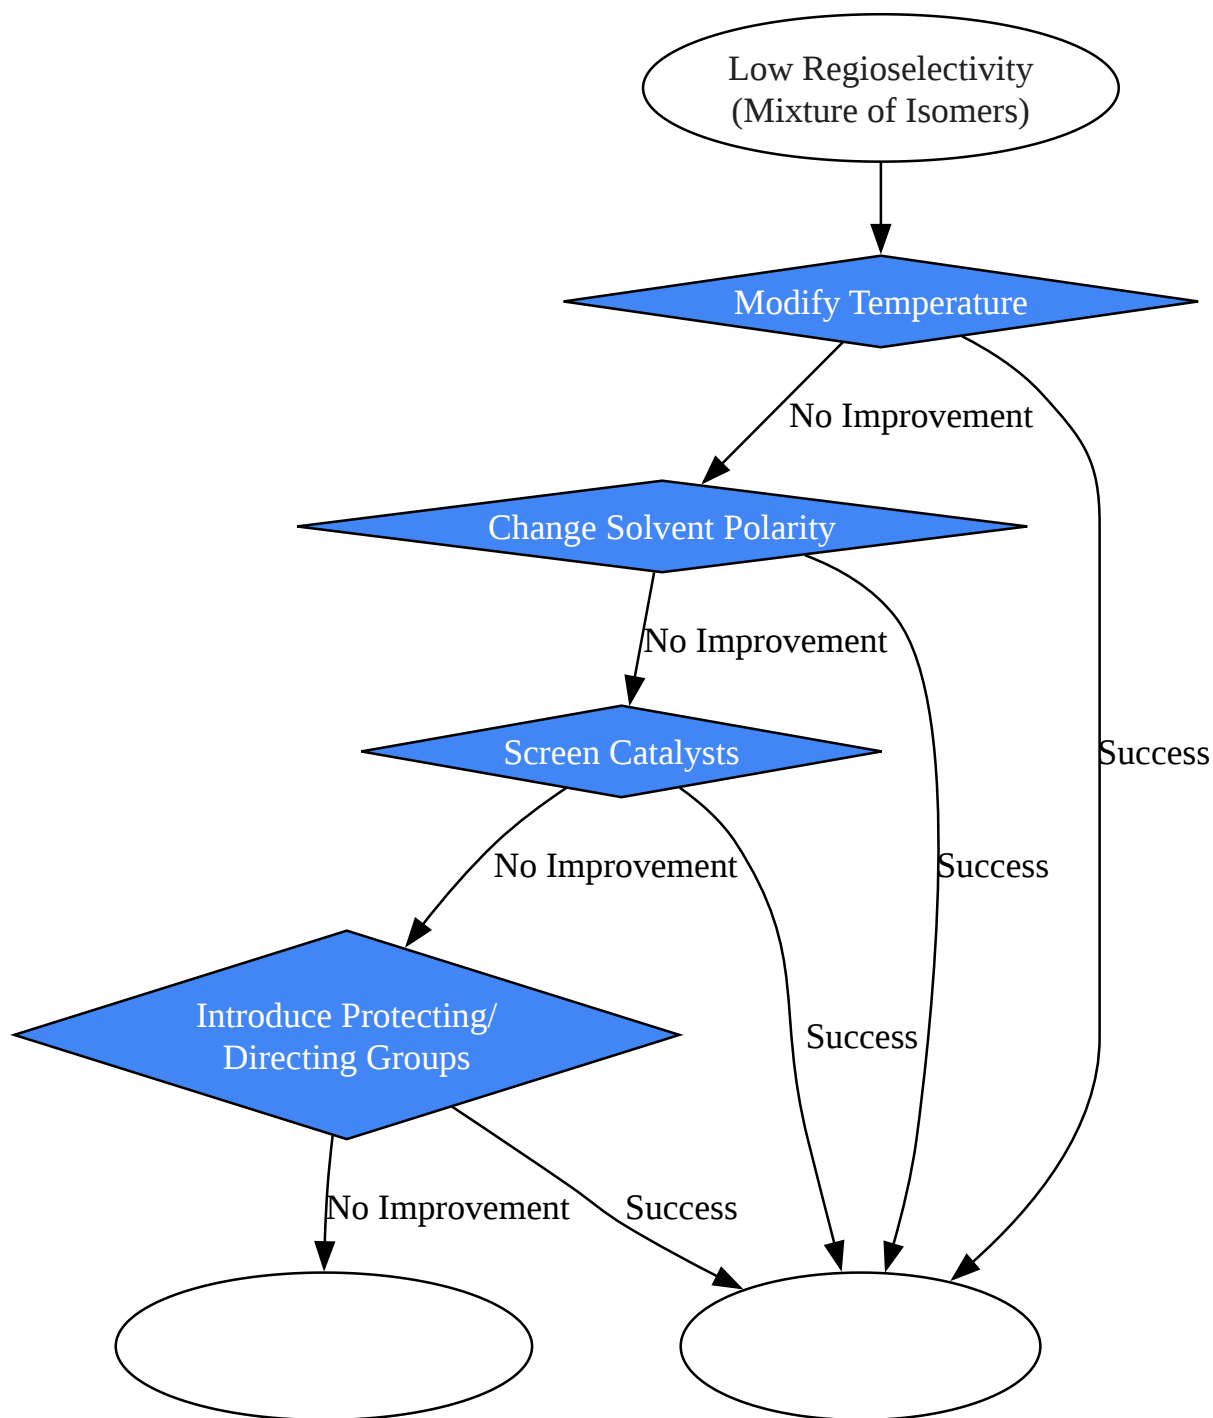 Low Regioselectivity
(Mixture of Isomers)
Modify Temperature
No Improvement
Change Solvent Polarity
No Improvement
Screen Catalysts
Success
No Improvement
Success
Introduce Protecting/
Directing Groups
Success
No Improvement
Success